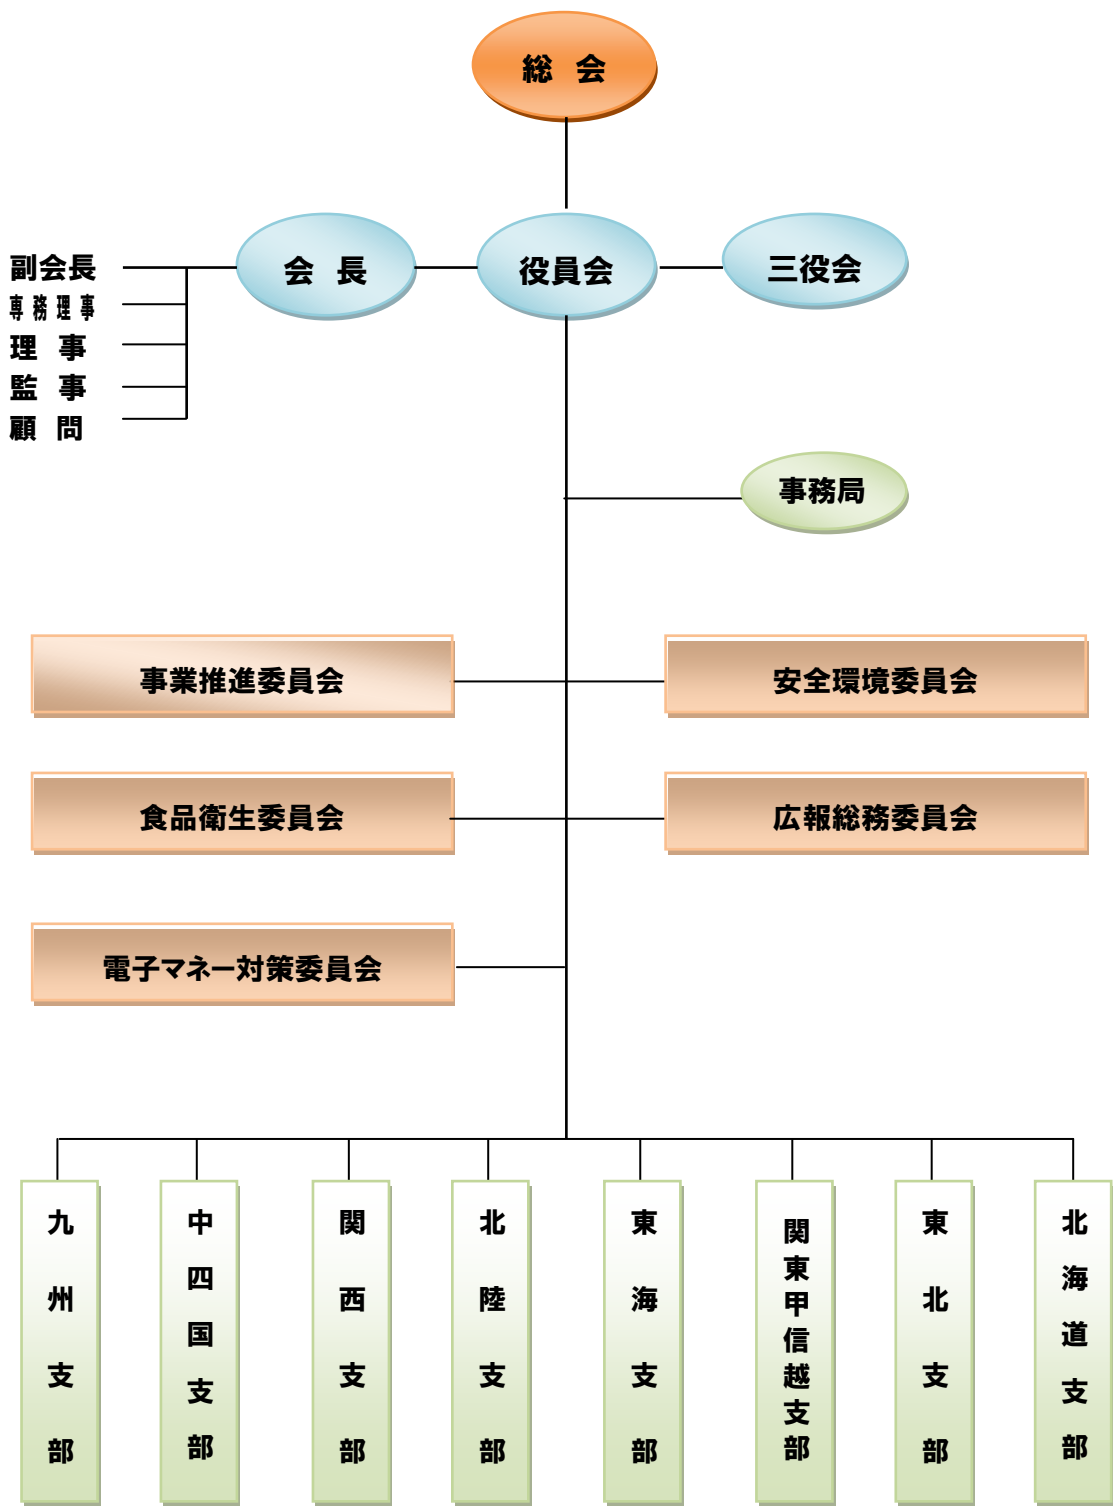 総 会
会 長
役員会
三役会
副会長
専務理事
理 事
監 事
顧 問
事務局
事業推進委員会
安全環境委員会
食品衛生委員会
広報総務委員会
電子マネー対策委員会
九州支部
中四国支部
関西支部
北陸支部
東海支部
関東甲信越支部
東北支部
北海道支部